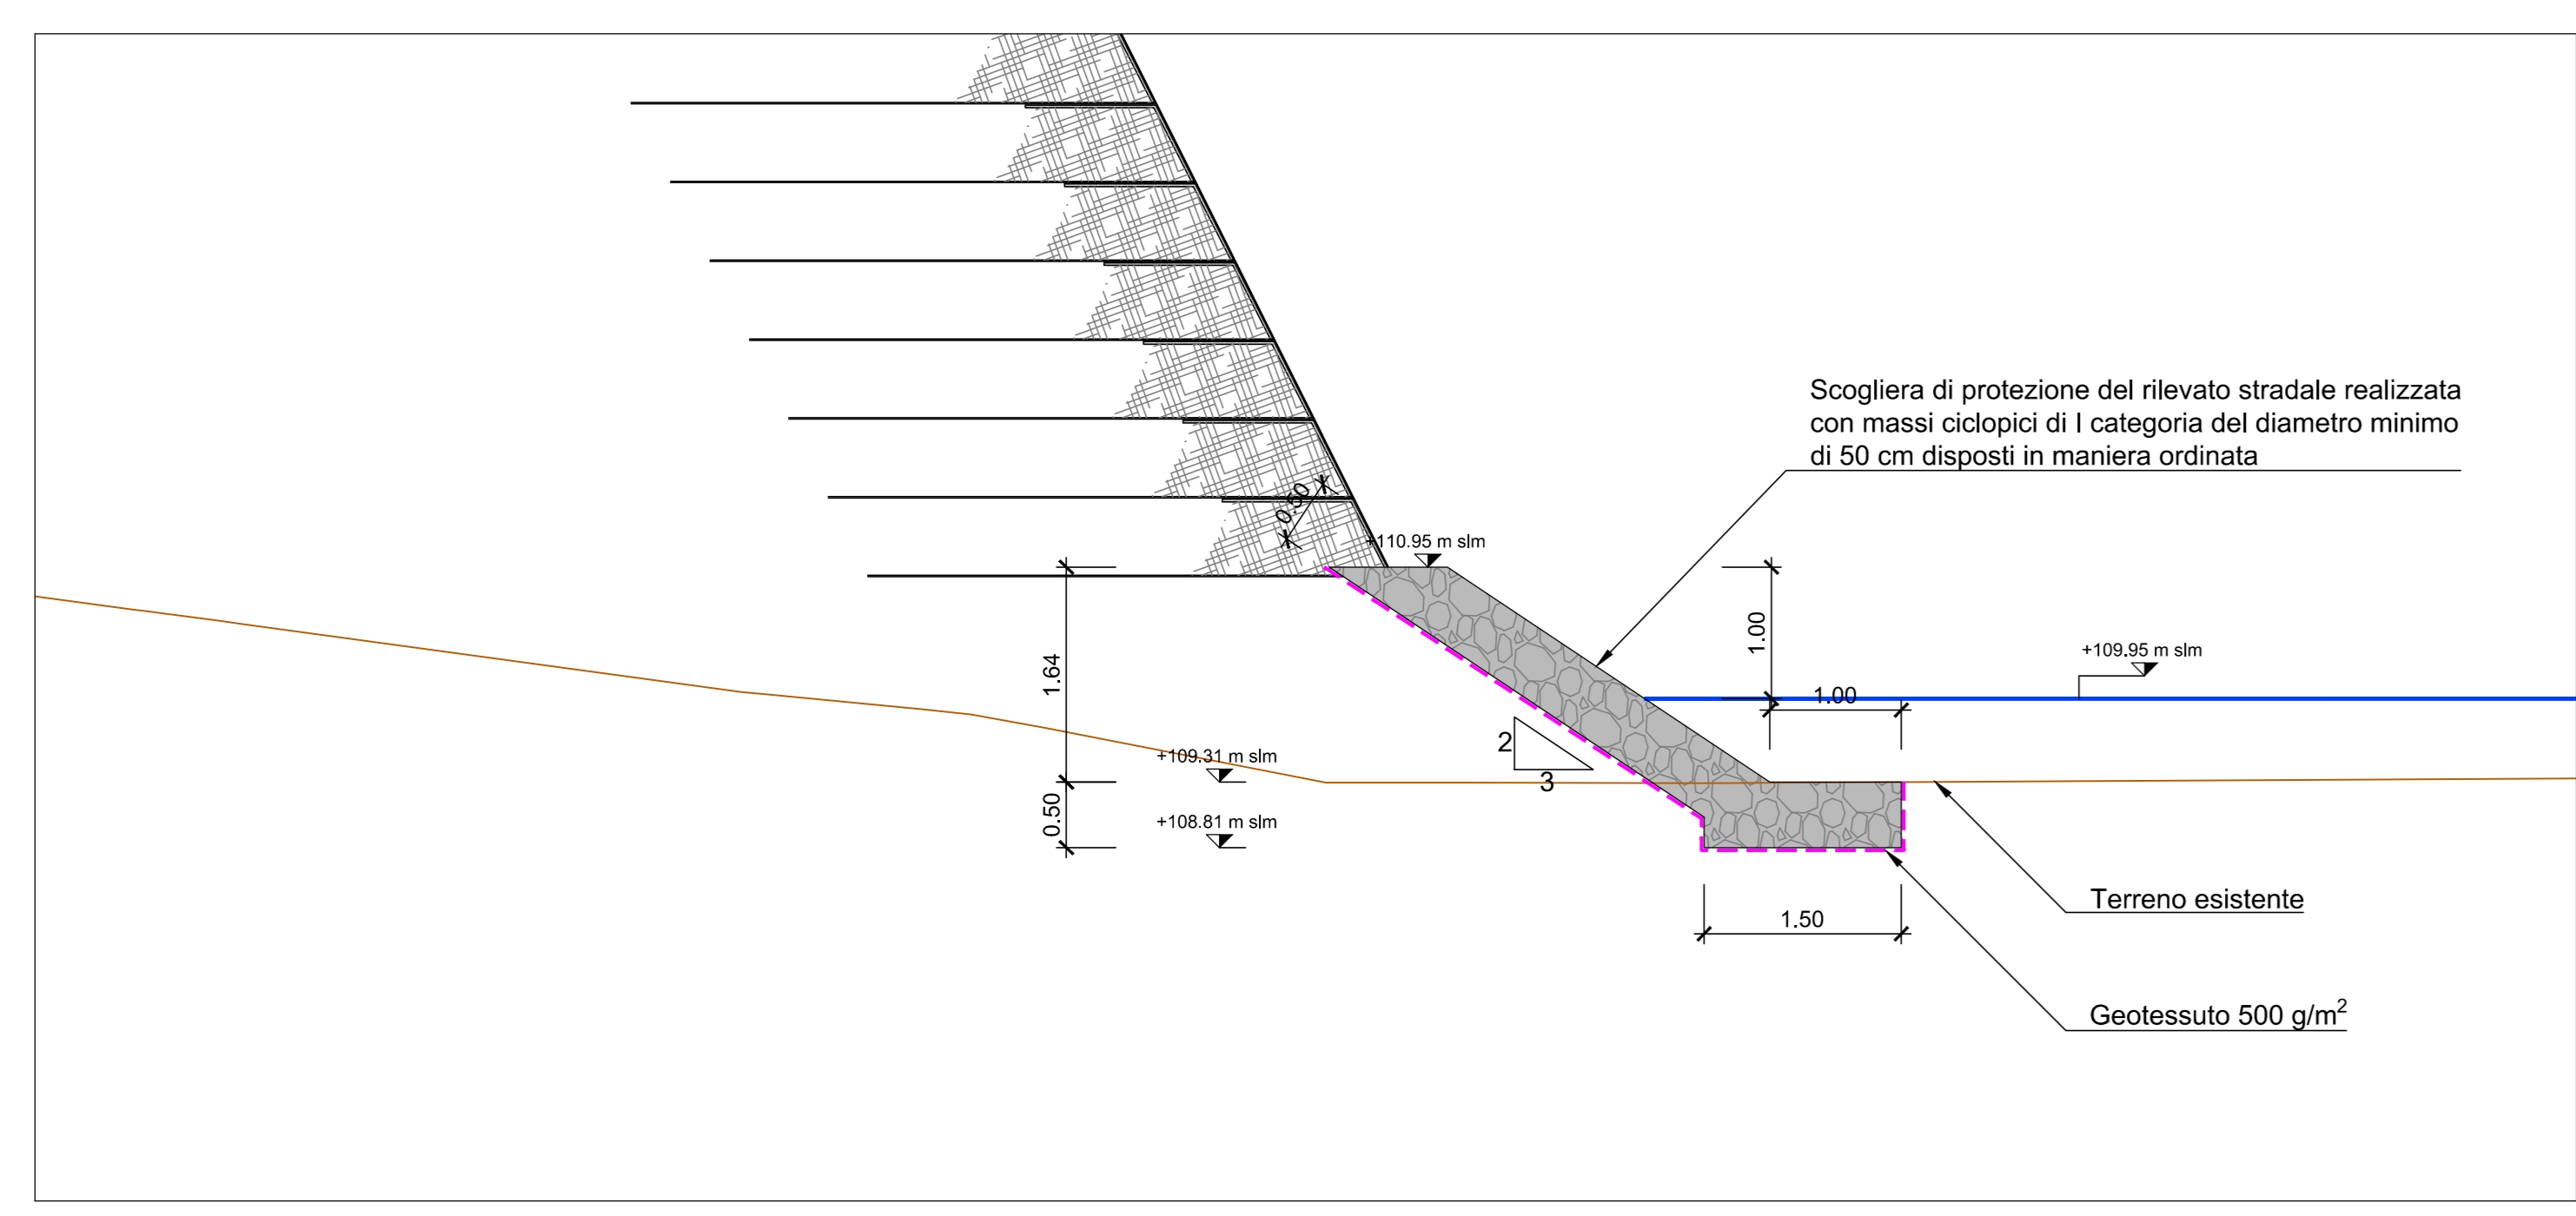 Scogliera di protezione del rilevato stradale realizzata
con massi ciclopici di I categoria del diametro minimo
di 50 cm disposti in maniera ordinata
0.50
+110.95 m slm
1.00
1.64
+109.95 m slm
1.00
2
3
+109.31 m slm
0.50
+108.81 m slm
Terreno esistente
1.50
Geotessuto 500 g/m²